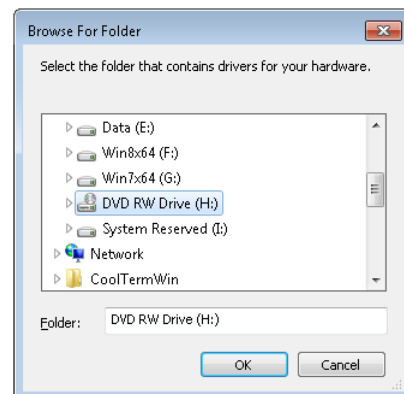 Browse For Folder
Select the folder that contains drivers for your hardware.
Data (E:)
Win8x64 (F:)
Win7x64 (G:)
DVD RW Drive (H:)
System Reserved (I:)
Network
CoolTermWin
Folder: DVD RW Drive (H:)
OK Cancel